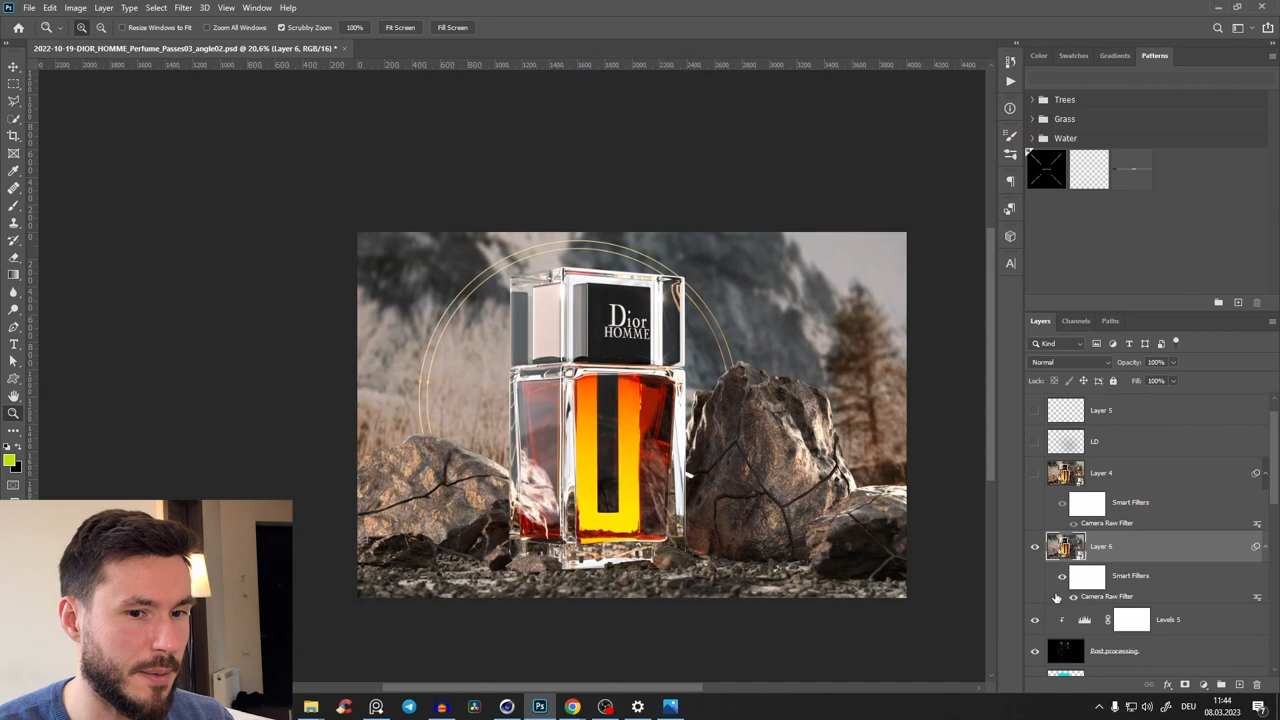 Ps File Edit Image Layer Type Select Filter 3D View Window Help
Resize Windows to Fit Zoom All Windows Scrubby Zoom 100% Fit Screen Fill Screen
2022-10-19-DIOR_HOMME_Perfume_Passes03_angle02.psd @ 20,6% (Layer 6, RGB/16) * ×
Color Swatches Gradients Patterns
Trees
Grass
Water
Dior
HOMME
Layers Channels Paths
Kind
Normal Opacity: 100%
Lock: Fill: 100%
Layer 5
LD
Layer 4
Smart Filters
Camera Raw Filter
Layer 6
Smart Filters
Camera Raw Filter
Levels 5
Post processing.
DEU
11:44
08.03.2023